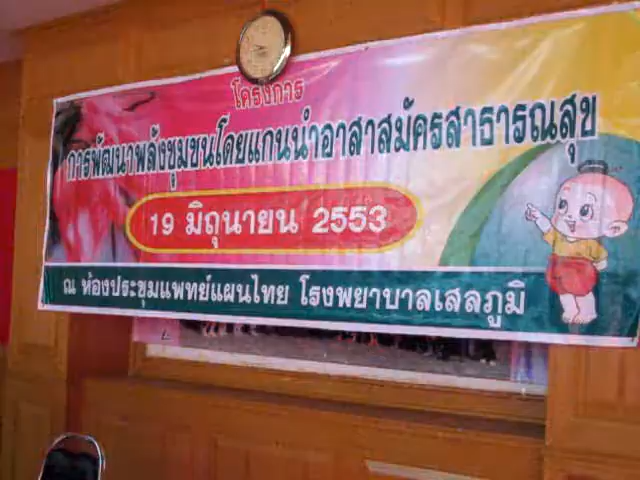 โครงการ
การพัฒนาพลังชุมชนโดยแกนนำอาสาสมัครสาธารณสุข
19 มิถุนายน 2553
ณ ห้องประชุมแพทย์แผนไทย โรงพยาบาลเสลภูมิ